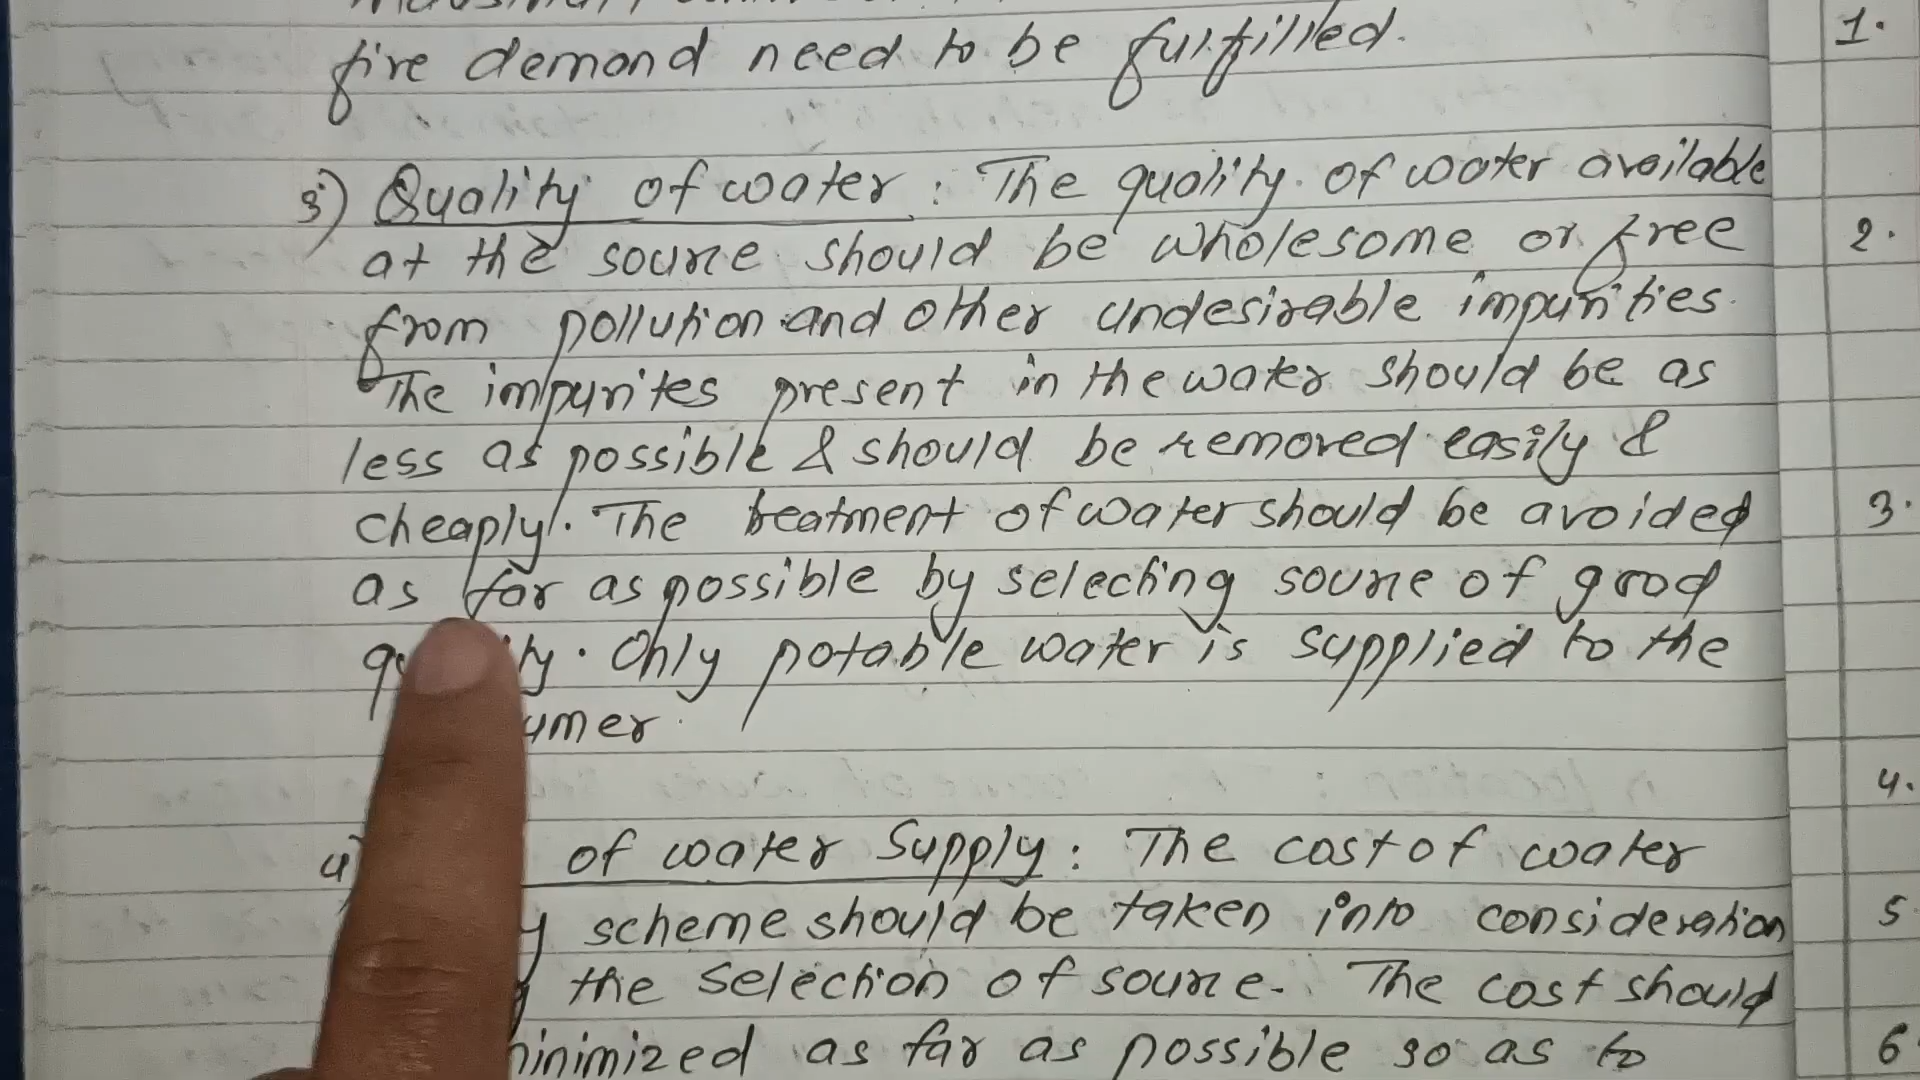 fire demand need to be fulfilled.
3) Quality of water : The quality of water available
at the source should be wholesome or free
from pollution and other undesirable impurities.
The impurites present in the water should be as
less as possible & should be removed easily &
cheaply. The treatment of water should be avoided
as far as possible by selecting source of good
Only potable water is supplied to the
umer.
4) of water Supply : The cost of water
y scheme should be taken into consideration
the selection of source. The cost should
inimized as far as possible so as to
1.
2.
3.
4.
5
6